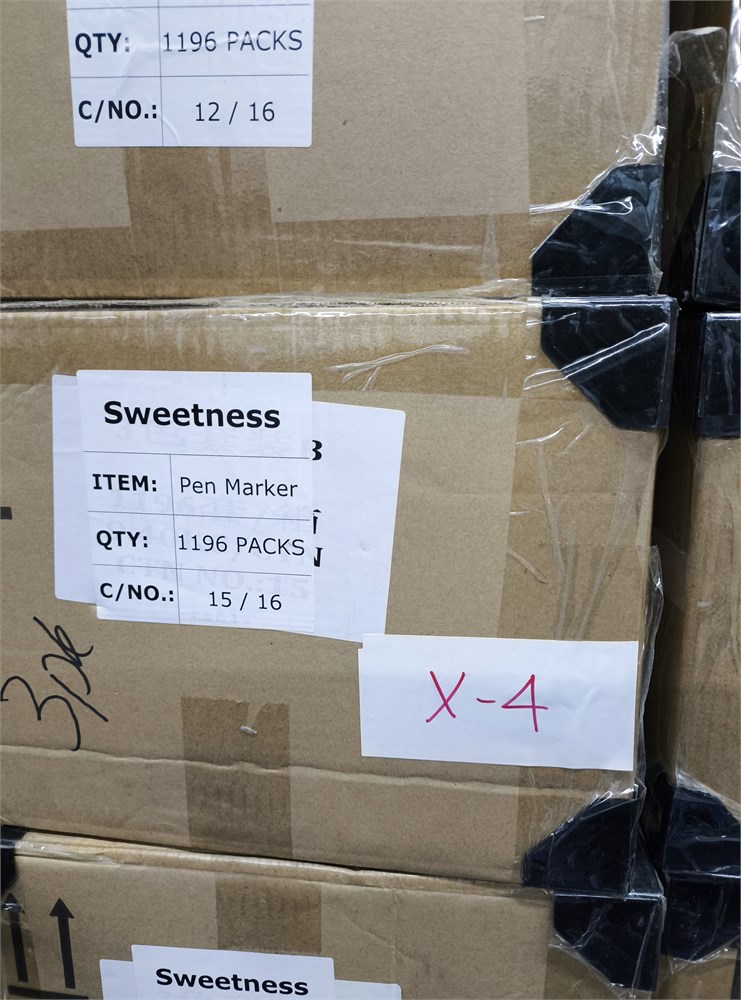 QTY: 1196 PACKS
C/NO.: 12 / 16
Sweetness
ITEM: Pen Marker
QTY: 1196 PACKS
C/NO.: 15 / 16
X-4
Sweetness